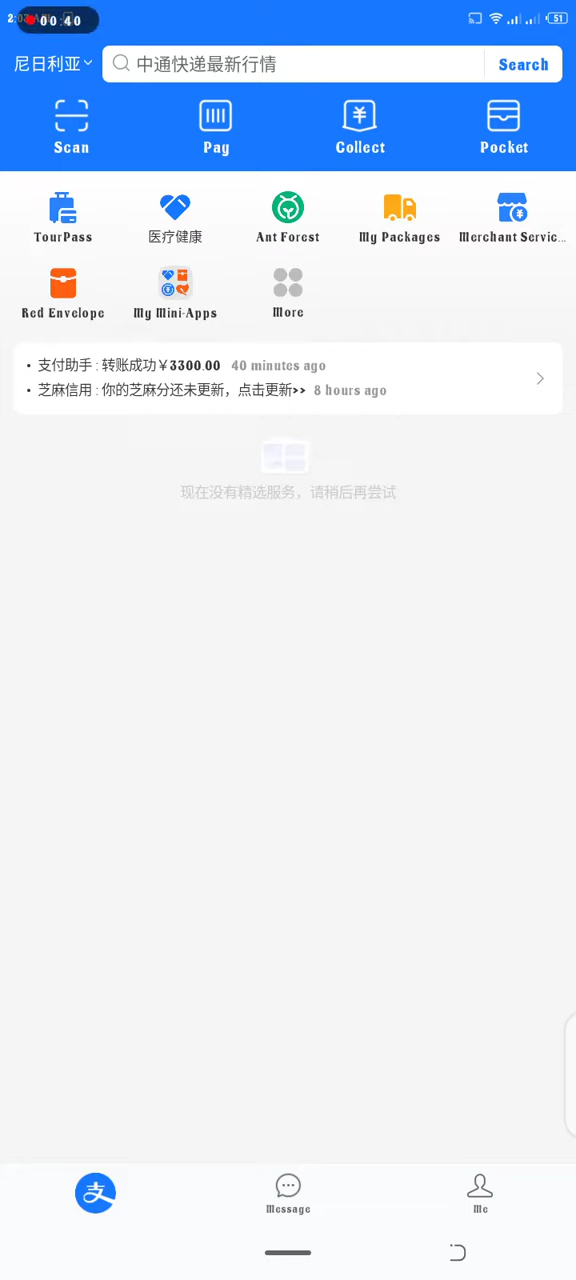 00:40
51
尼日利亚
中通快递最新行情
Search
Scan
Pay
Collect
Pocket
TourPass
医疗健康
Ant Forest
My Packages
Merchant Servic...
Red Envelope
My Mini-Apps
More
• 支付助手 : 转账成功￥3300.00 40 minutes ago
• 芝麻信用 : 你的芝麻分还未更新，点击更新>> 8 hours ago
现在没有精选服务，请稍后再尝试
支
Message
Me